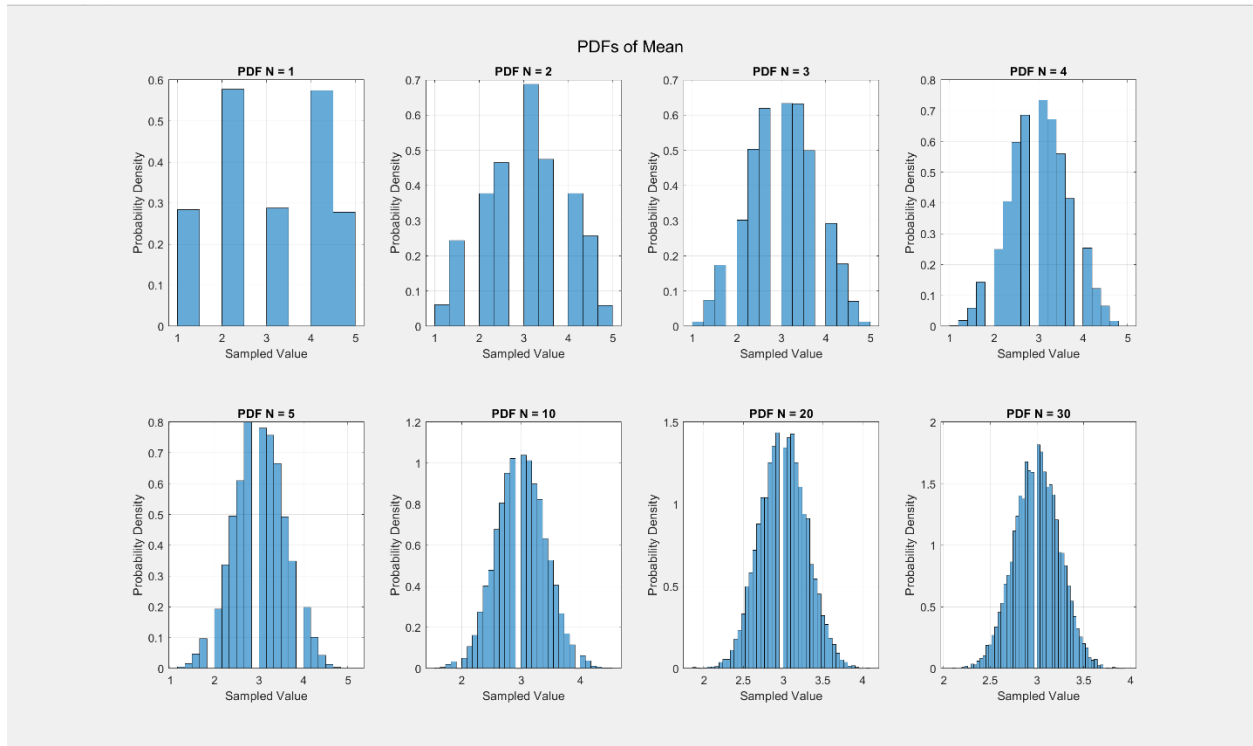 PDFs of Mean
PDF N = 1
Probability Density
0.6
0.5
0.4
0.3
0.2
0.1
0
1 2 3 4 5
Sampled Value
PDF N = 2
Probability Density
0.7
0.6
0.5
0.4
0.3
0.2
0.1
0
1 2 3 4 5
Sampled Value
PDF N = 3
Probability Density
0.7
0.6
0.5
0.4
0.3
0.2
0.1
0
1 2 3 4 5
Sampled Value
PDF N = 4
Probability Density
0.8
0.7
0.6
0.5
0.4
0.3
0.2
0.1
0
1 2 3 4 5
Sampled Value
PDF N = 5
Probability Density
0.8
0.7
0.6
0.5
0.4
0.3
0.2
0.1
0
1 2 3 4 5
Sampled Value
PDF N = 10
Probability Density
1.2
1
0.8
0.6
0.4
0.2
0
2 3 4
Sampled Value
PDF N = 20
Probability Density
1.5
1
0.5
0
2 2.5 3 3.5 4
Sampled Value
PDF N = 30
Probability Density
2
1.5
1
0.5
0
2 2.5 3 3.5 4
Sampled Value